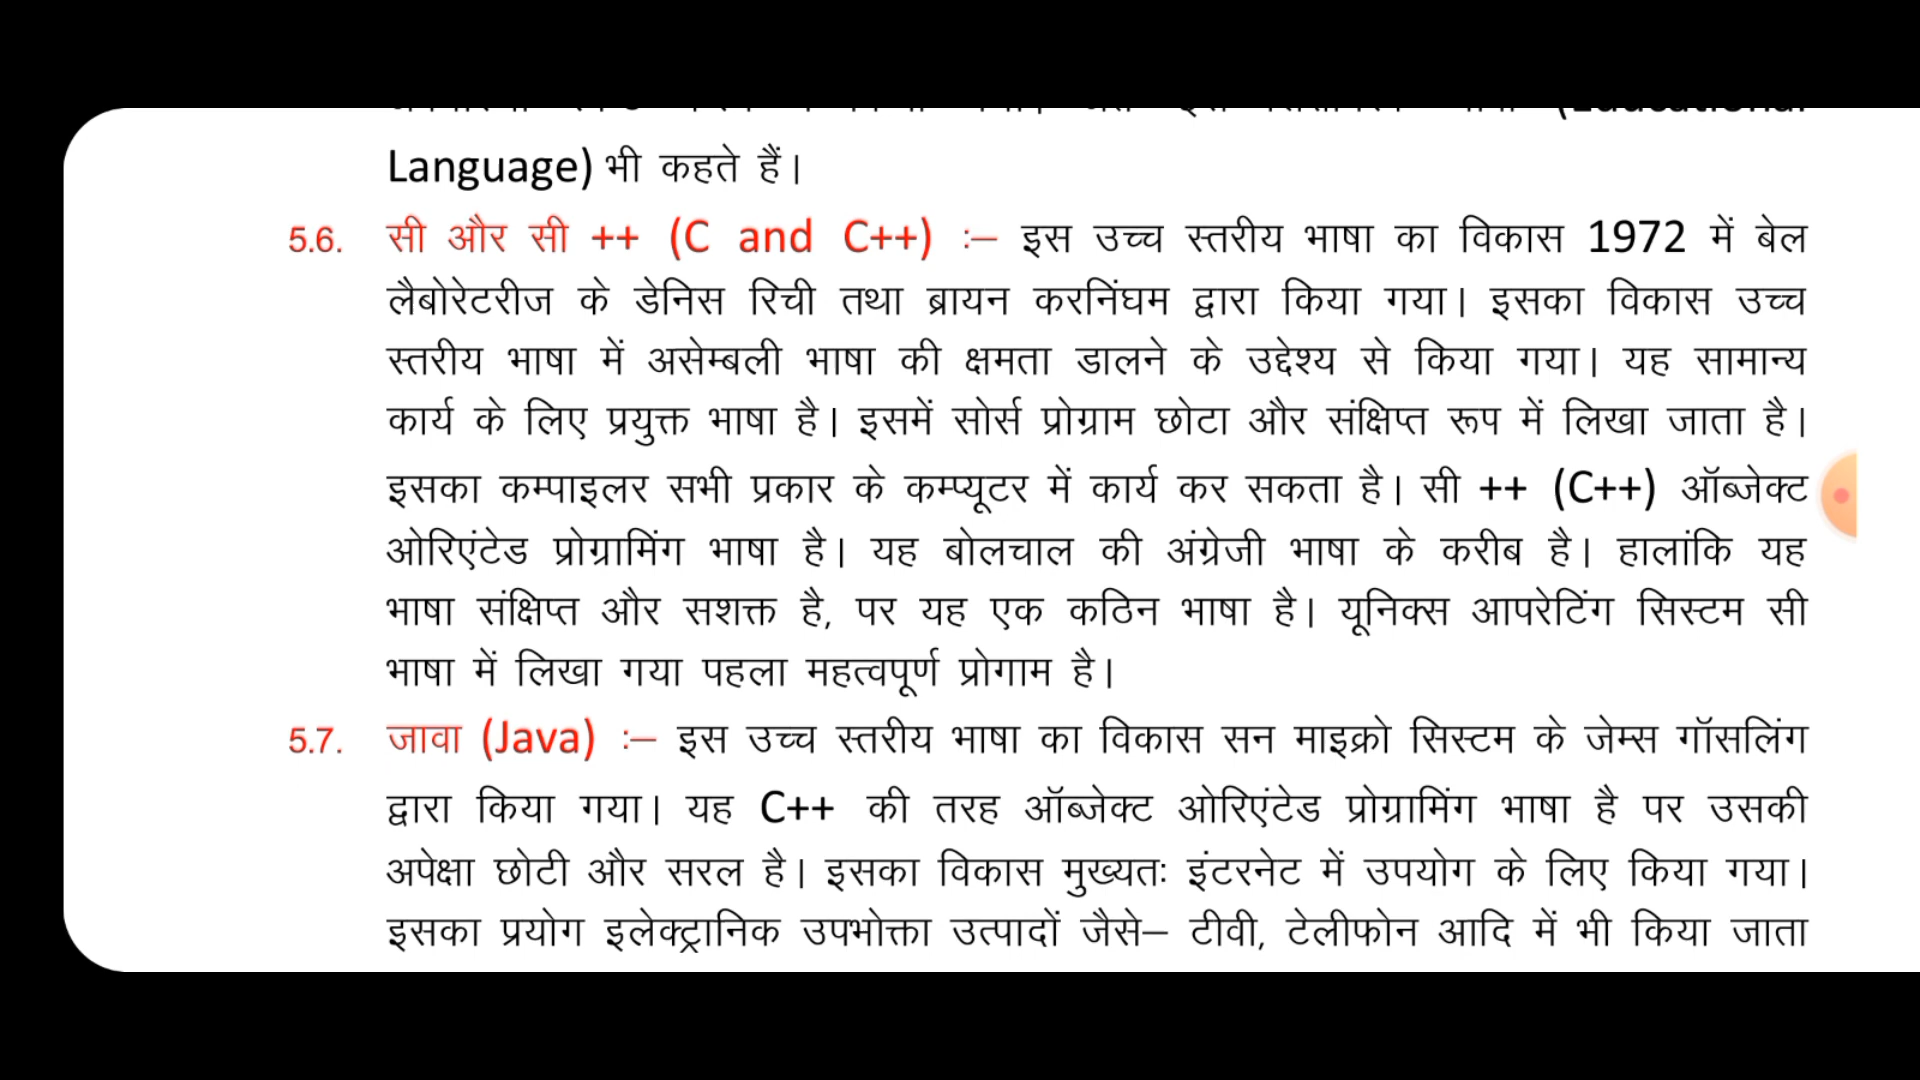 Language) भी कहते हैं।
5.6. सी और सी ++ (C and C++) :– इस उच्च स्तरीय भाषा का विकास 1972 में बेल
लैबोरेटरीज के डेनिस रिची तथा ब्रायन करनिंघम द्वारा किया गया। इसका विकास उच्च
स्तरीय भाषा में असेम्बली भाषा की क्षमता डालने के उद्देश्य से किया गया। यह सामान्य
कार्य के लिए प्रयुक्त भाषा है। इसमें सोर्स प्रोग्राम छोटा और संक्षिप्त रूप में लिखा जाता है।
इसका कम्पाइलर सभी प्रकार के कम्प्यूटर में कार्य कर सकता है। सी ++ (C++) ऑब्जेक्ट
ओरिएंटेड प्रोग्रामिंग भाषा है। यह बोलचाल की अंग्रेजी भाषा के करीब है। हालांकि यह
भाषा संक्षिप्त और सशक्त है, पर यह एक कठिन भाषा है। यूनिक्स आपरेटिंग सिस्टम सी
भाषा में लिखा गया पहला महत्वपूर्ण प्रोगाम है।
5.7. जावा (Java) :– इस उच्च स्तरीय भाषा का विकास सन माइक्रो सिस्टम के जेम्स गॉसलिंग
द्वारा किया गया। यह C++ की तरह ऑब्जेक्ट ओरिएंटेड प्रोग्रामिंग भाषा है पर उसकी
अपेक्षा छोटी और सरल है। इसका विकास मुख्यतः इंटरनेट में उपयोग के लिए किया गया।
इसका प्रयोग इलेक्ट्रानिक उपभोक्ता उत्पादों जैसे– टीवी, टेलीफोन आदि में भी किया जाता